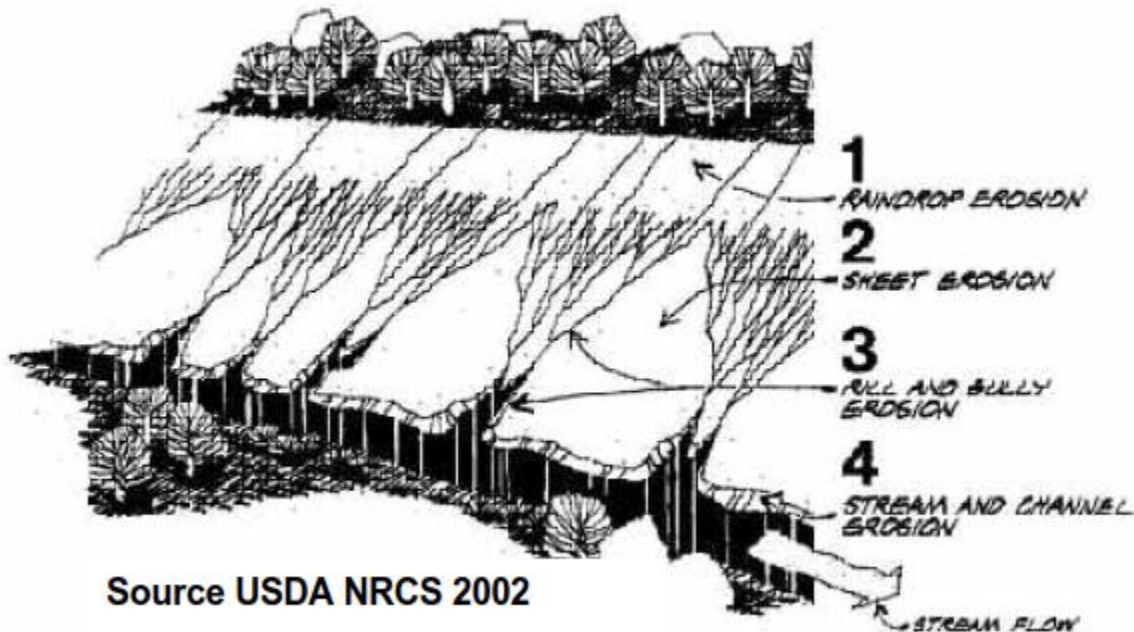 1
RAINDROP EROSION
2
SHEET EROSION
3
RILL AND GULLY
EROSION
4
STREAM AND CHANNEL
EROSION
STREAM FLOW
Source USDA NRCS 2002